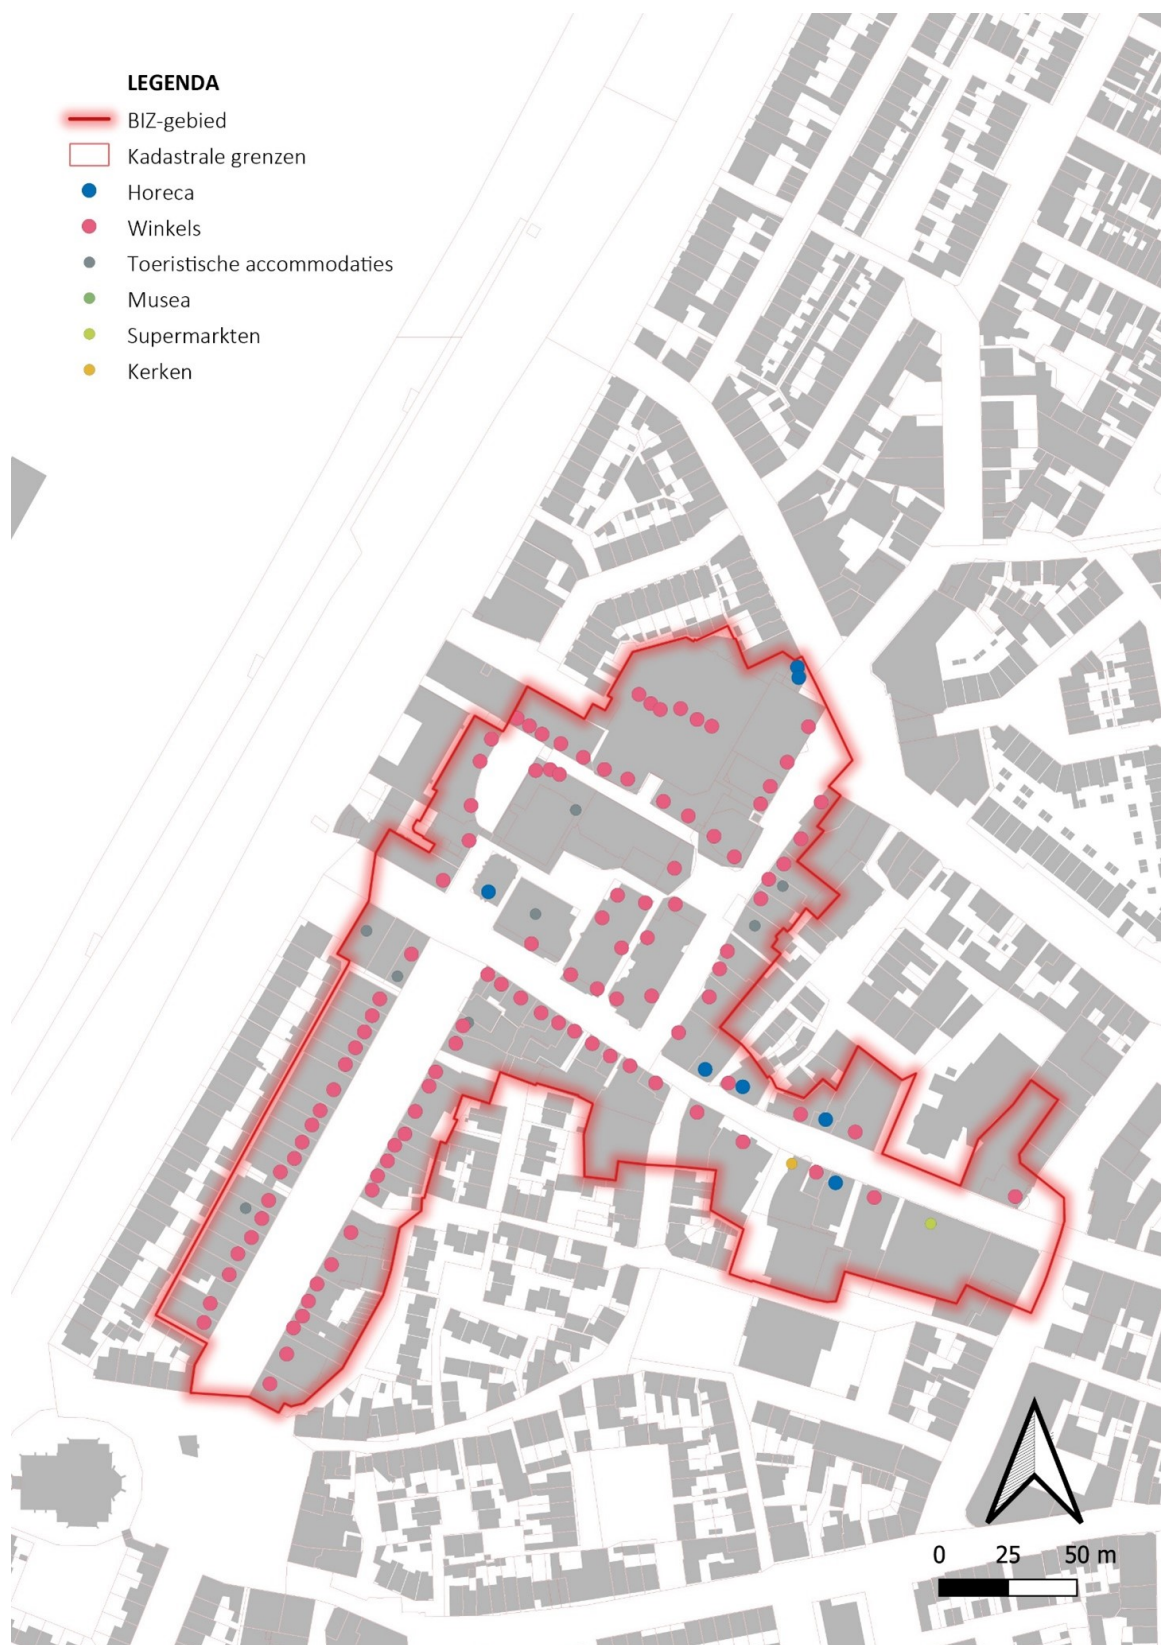 LEGENDA
BIZ-gebied
Kadastrale grenzen
Horeca
Winkels
Toeristische accommodaties
Musea
Supermarkten
Kerken
0 25 50 m